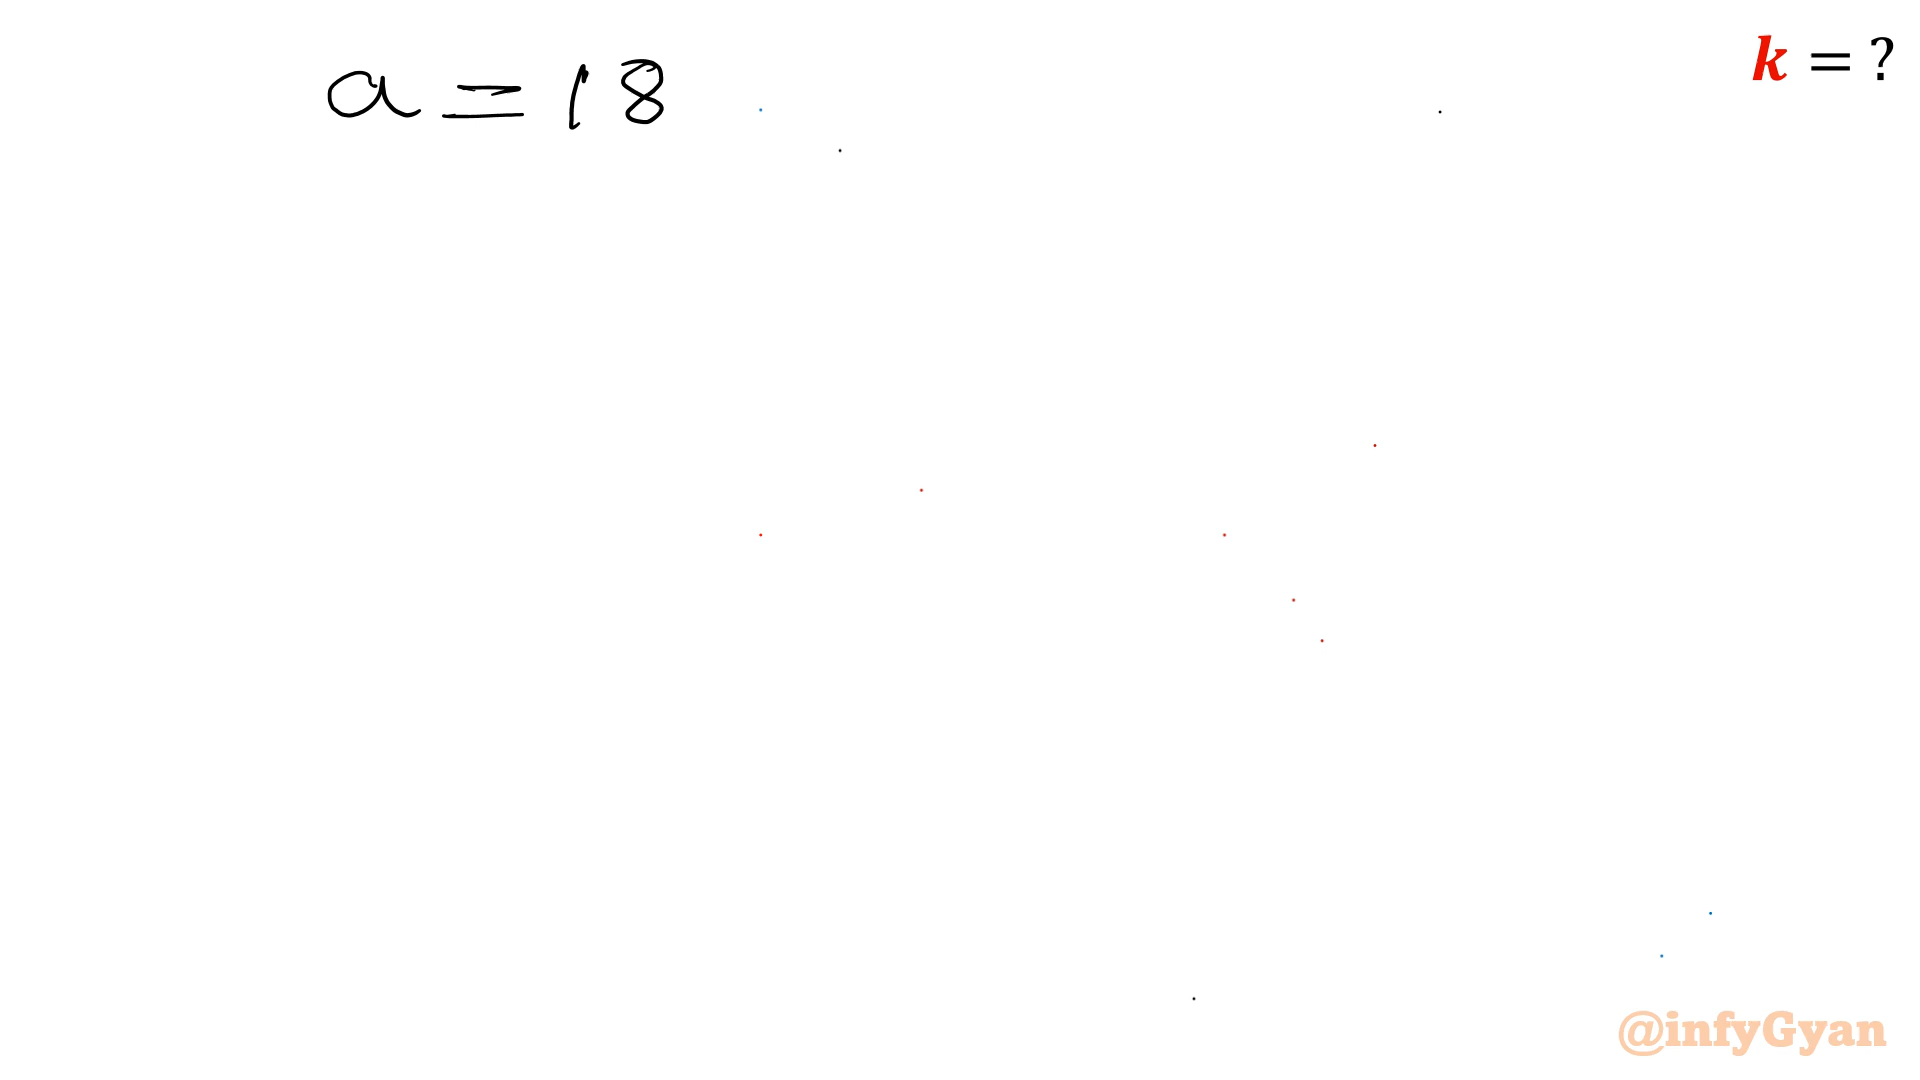 k = ?
a = 18
@infyGyan